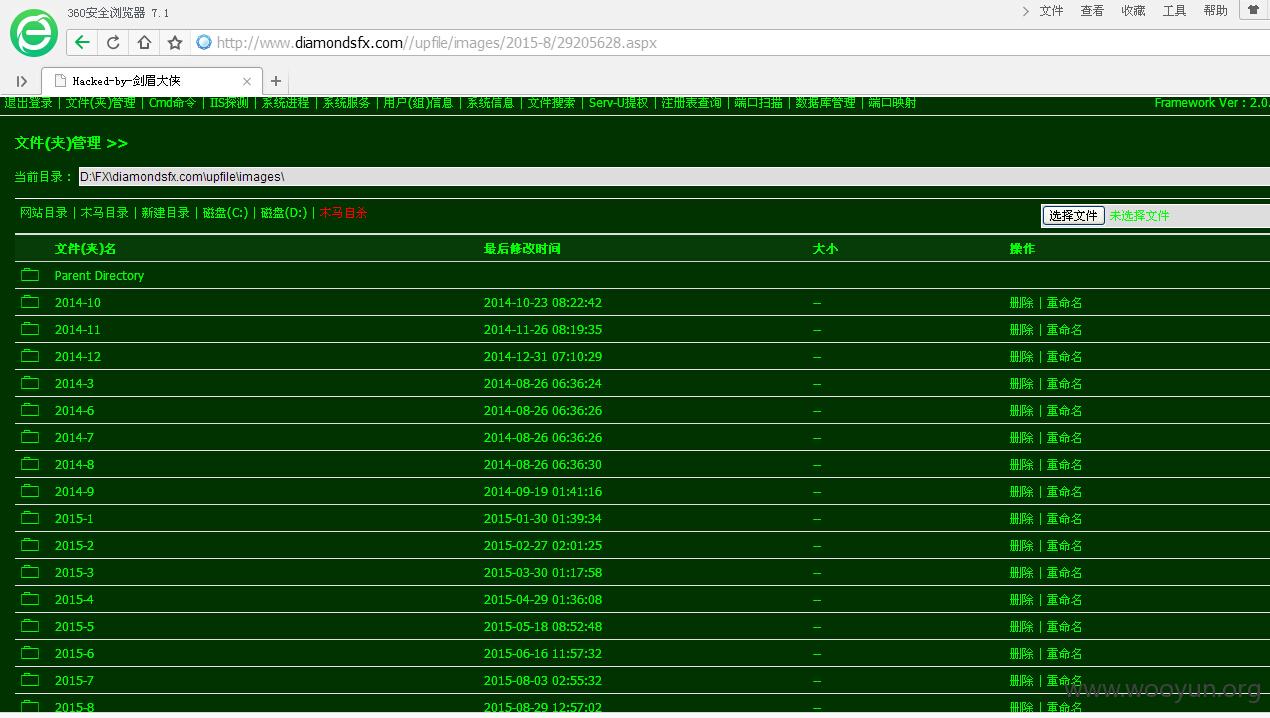 360安全浏览器 7.1
文件 查看 收藏 工具 帮助
http://www.diamondsfx.com//upfile/images/2015-8/29205628.aspx
Hacked-by-剑眉大侠
退出登录 | 文件(夹)管理 | Cmd命令 | IIS探测 | 系统进程 | 系统服务 | 用户(组)信息 | 系统信息 | 文件搜索 | Serv-U提权 | 注册表查询 | 端口扫描 | 数据库管理 | 端口映射 Framework Ver : 2.0.
文件(夹)管理 >>
当前目录 : D:\FX\diamondsfx.com\upfile\images\
网站目录 | 木马目录 | 新建目录 | 磁盘(C:) | 磁盘(D:) | 木马自杀 选择文件 未选择文件
文件(夹)名 最后修改时间 大小 操作
Parent Directory
2014-10 2014-10-23 08:22:42 -- 删除 | 重命名
2014-11 2014-11-26 08:19:35 -- 删除 | 重命名
2014-12 2014-12-31 07:10:29 -- 删除 | 重命名
2014-3 2014-08-26 06:36:24 -- 删除 | 重命名
2014-6 2014-08-26 06:36:26 -- 删除 | 重命名
2014-7 2014-08-26 06:36:26 -- 删除 | 重命名
2014-8 2014-08-26 06:36:30 -- 删除 | 重命名
2014-9 2014-09-19 01:41:16 -- 删除 | 重命名
2015-1 2015-01-30 01:39:34 -- 删除 | 重命名
2015-2 2015-02-27 02:01:25 -- 删除 | 重命名
2015-3 2015-03-30 01:17:58 -- 删除 | 重命名
2015-4 2015-04-29 01:36:08 -- 删除 | 重命名
2015-5 2015-05-18 08:52:48 -- 删除 | 重命名
2015-6 2015-06-16 11:57:32 -- 删除 | 重命名
2015-7 2015-08-03 02:55:32 -- 删除 | 重命名
2015-8 2015-08-29 12:57:02 -- 删除 | 重命名
www.wooyun.org